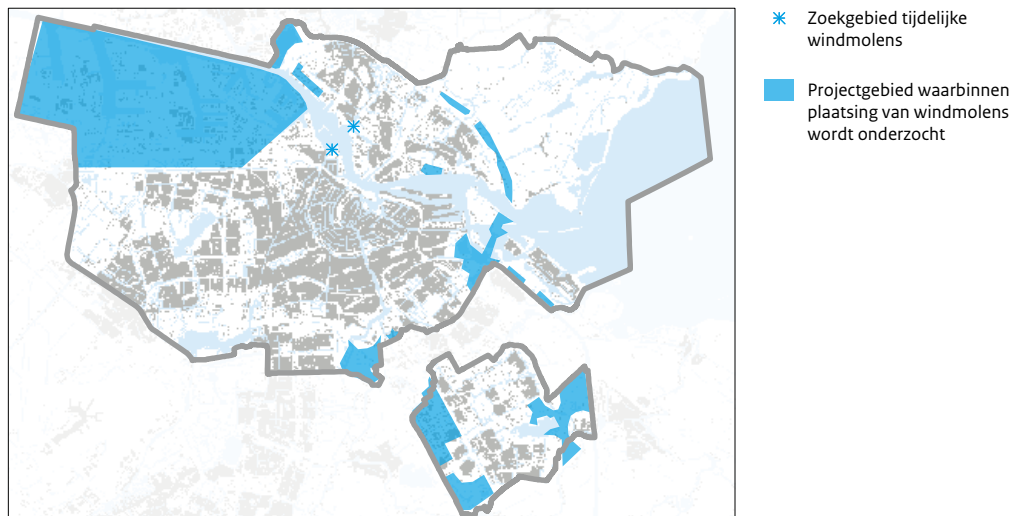 Zoekgebied tijdelijke
windmolens
Projectgebied waarbinnen
plaatsing van windmolens
wordt onderzocht